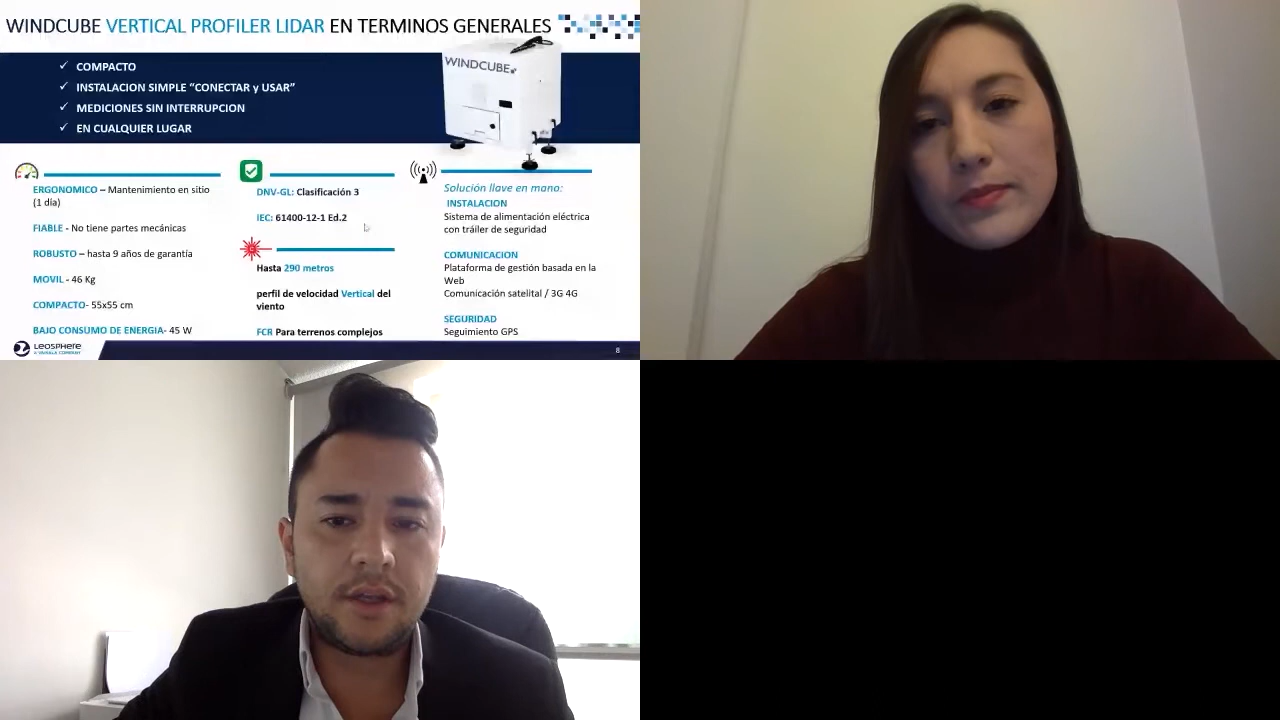 WINDCUBE VERTICAL PROFILER LIDAR EN TERMINOS GENERALES
✓ COMPACTO
✓ INSTALACION SIMPLE “CONECTAR y USAR”
✓ MEDICIONES SIN INTERRUPCION
✓ EN CUALQUIER LUGAR
WINDCUBE
ERGONOMICO – Mantenimiento en sitio
(1 día)
FIABLE - No tiene partes mecánicas
ROBUSTO – hasta 9 años de garantía
MOVIL - 46 Kg
COMPACTO- 55x55 cm
BAJO CONSUMO DE ENERGIA- 45 W
DNV-GL: Clasificación 3
IEC: 61400-12-1 Ed.2
Hasta 290 metros
perfil de velocidad Vertical del
viento
FCR Para terrenos complejos
Solución llave en mano:
INSTALACION
Sistema de alimentación eléctrica
con tráiler de seguridad
COMUNICACION
Plataforma de gestión basada en la
Web
Comunicación satelital / 3G 4G
SEGURIDAD
Seguimiento GPS
LEOSPHERE
A VAISALA COMPANY
8